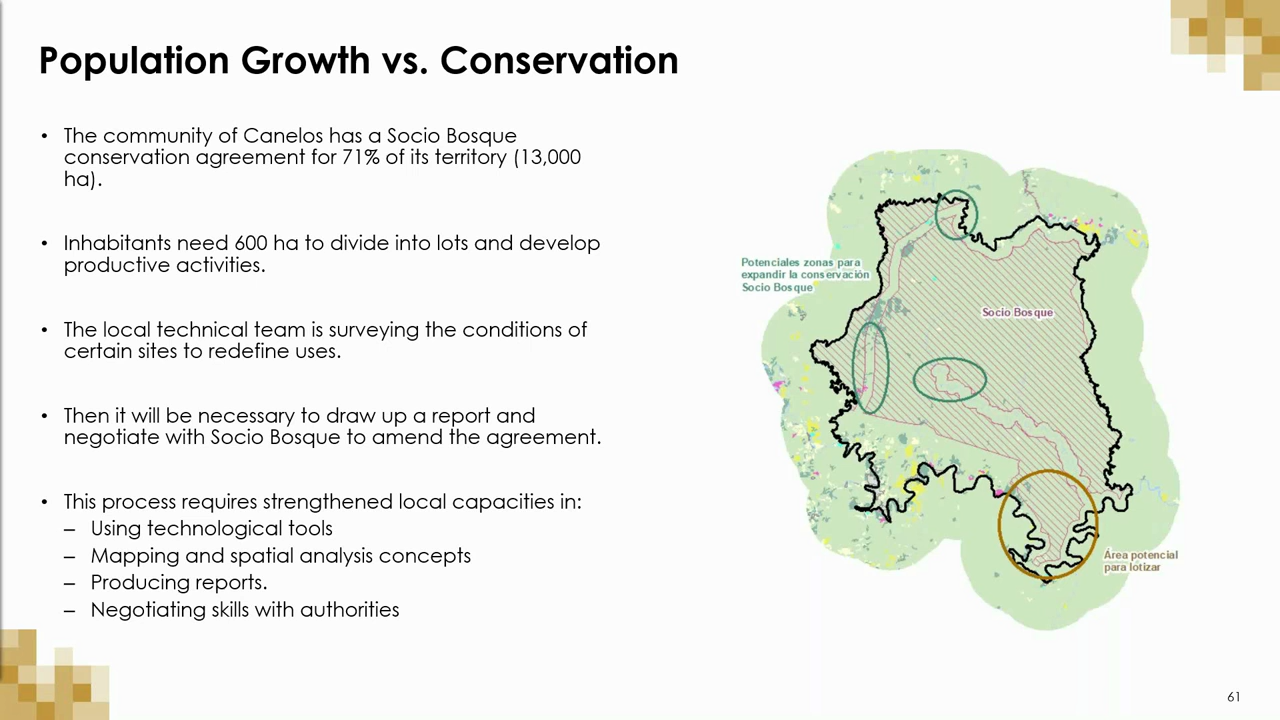 Population Growth vs. Conservation
• The community of Canelos has a Socio Bosque
conservation agreement for 71% of its territory (13,000
ha).
• Inhabitants need 600 ha to divide into lots and develop
productive activities.
• The local technical team is surveying the conditions of
certain sites to redefine uses.
• Then it will be necessary to draw up a report and
negotiate with Socio Bosque to amend the agreement.
• This process requires strengthened local capacities in:
– Using technological tools
– Mapping and spatial analysis concepts
– Producing reports.
– Negotiating skills with authorities
Potenciales zonas para
expandir la conservación
Socio Bosque
Socio Bosque
Área potencial
para lotizar
61